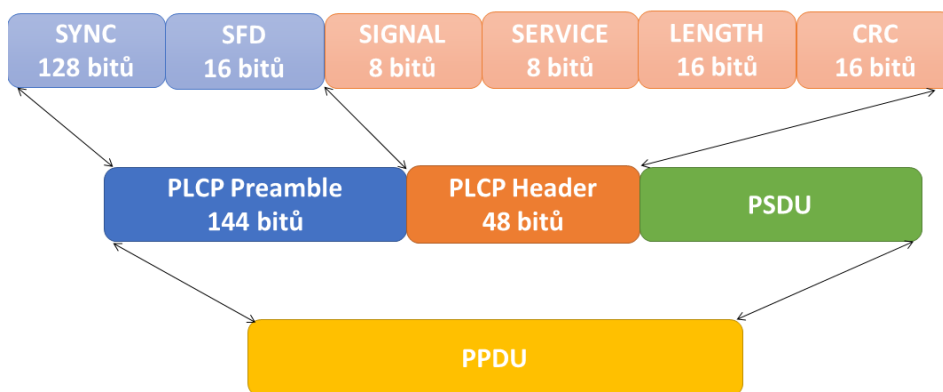 SYNC
128 bitů
SFD
16 bitů
SIGNAL
8 bitů
SERVICE
8 bitů
LENGTH
16 bitů
CRC
16 bitů
PLCP Preamble
144 bitů
PLCP Header
48 bitů
PSDU
PPDU